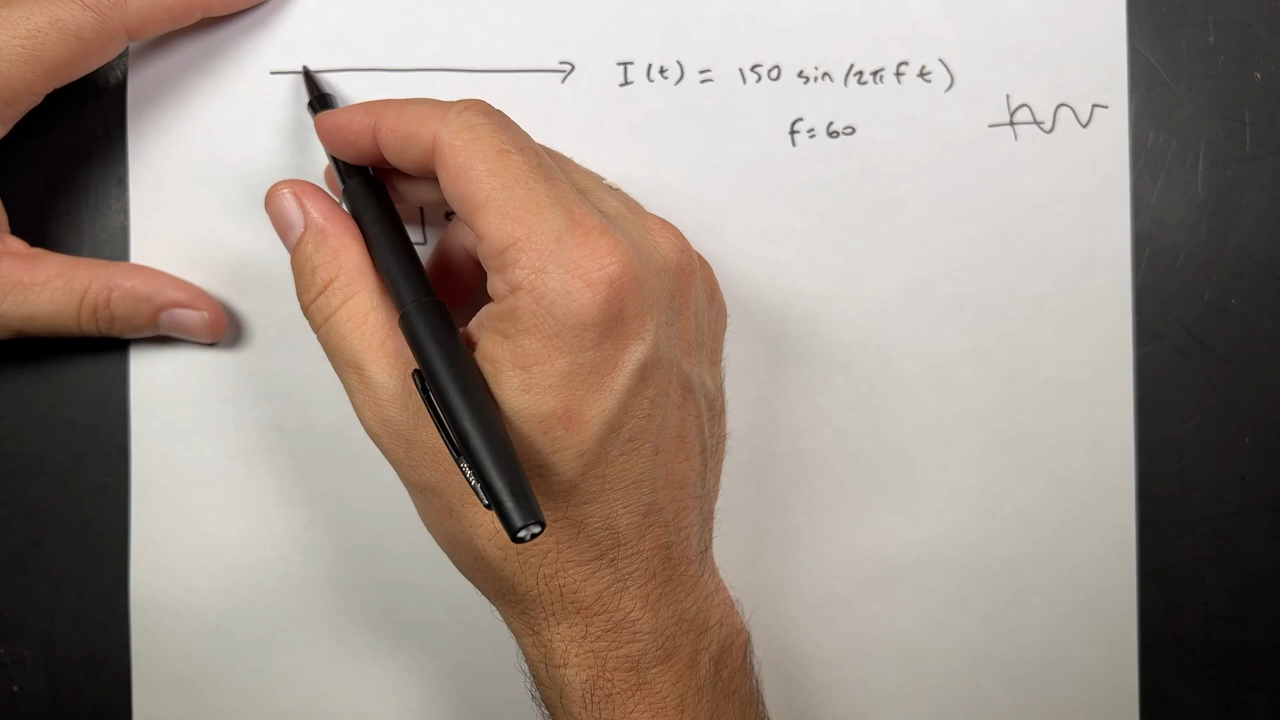 I(t) = 150 sin(2πft)
f=60